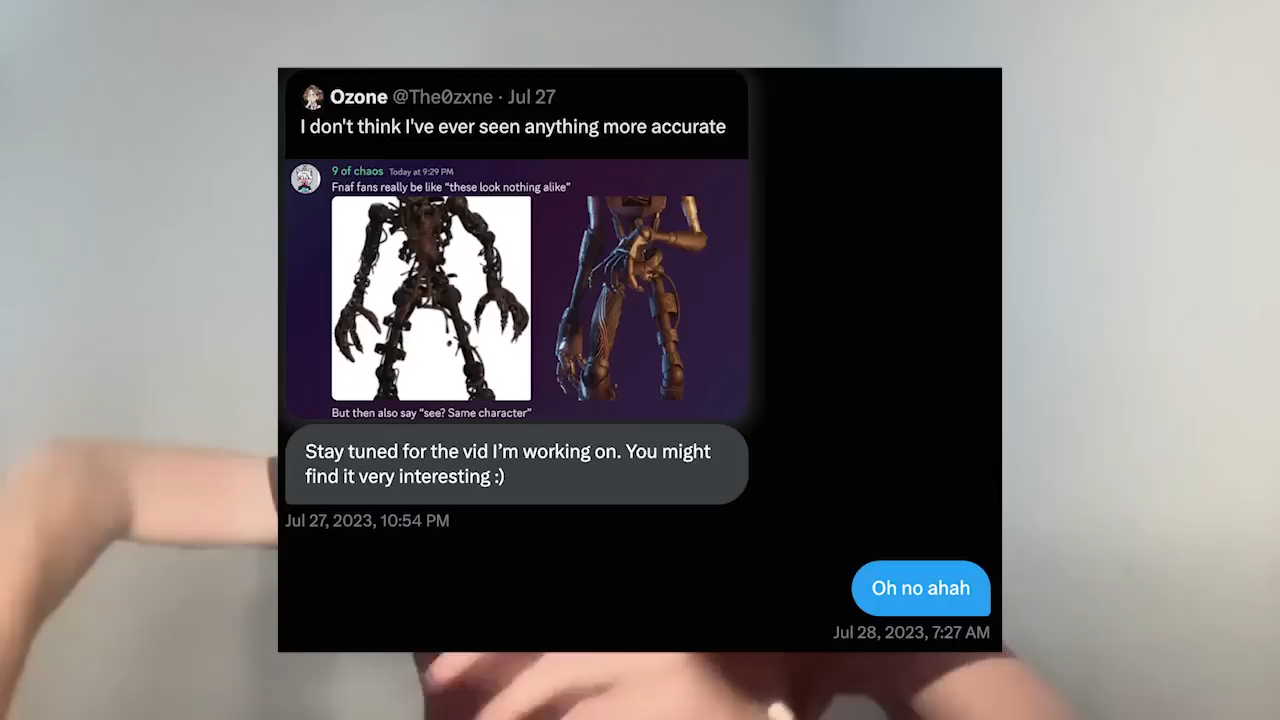 Ozone @The0zxne · Jul 27
I don't think I've ever seen anything more accurate
9 of chaos Today at 9:29 PM
Fnaf fans really be like “these look nothing alike”
But then also say “see? Same character”
Stay tuned for the vid I’m working on. You might
find it very interesting :)
Jul 27, 2023, 10:54 PM
Oh no ahah
Jul 28, 2023, 7:27 AM